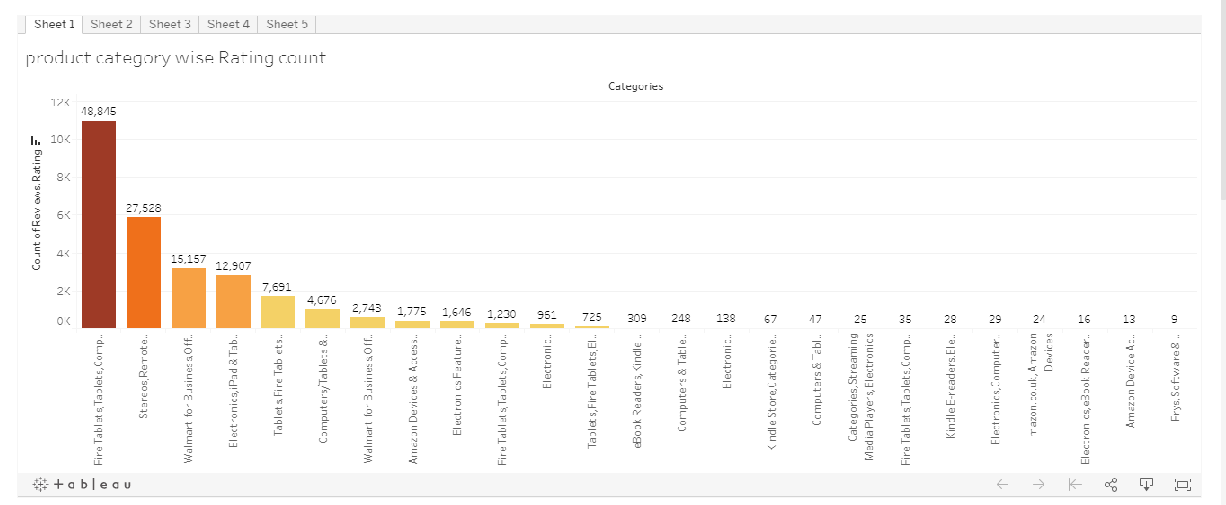 Sheet 1 Sheet 2 Sheet 3 Sheet 4 Sheet 5
product category wise Rating count
Categories
Count of Reviews.Rating
12K
10K
8K
6K
4K
2K
0K
48,845
27,528
15,157
12,907
7,691
4,676
2,743
1,775
1,646
1,230
951
725
309
248
138
67
47
25
35
28
29
24
16
13
9
Fire Tablets,Tablets,Comp..
Stereos,Remote..
Walmart for Business,Off..
Electronics,iPad & Tab..
Tablets,Fire Tablets..
Computers/Tablets &..
Walmart for Business,Off..
Amazon Devices & Access..
Electronics Feature..
Fire Tablets,Tablets,Comp..
Electronic..
Tablets,Fire Tablets,El..
eBook Readers,Kindle..
Computers & Table..
Electronic..
Kindle Store,Categorie..
Computers & Tabl..
Categories,Streaming
Media Players,Electronics
Fire Tablets,Tablets,Comp..
Kindle E-readers,Ele..
Electronics,Computer..
mazon.co.uk, Amazon
Devices
Electronics,eBook Reader..
Amazon Device Ac..
Frys,Software &..
+ a b l e a u